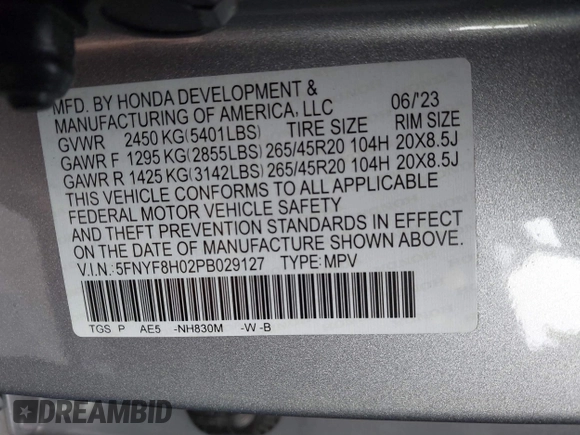 MFD. BY HONDA DEVELOPMENT &
MANUFACTURING OF AMERICA, LLC 06/'23
GVWR 2450 KG(5401LBS) TIRE SIZE RIM SIZE
GAWR F 1295 KG(2855LBS) 265/45R20 104H 20X8.5J
GAWR R 1425 KG(3142LBS) 265/45R20 104H 20X8.5J
THIS VEHICLE CONFORMS TO ALL APPLICABLE
FEDERAL MOTOR VEHICLE SAFETY
AND THEFT PREVENTION STANDARDS IN EFFECT
ON THE DATE OF MANUFACTURE SHOWN ABOVE.
V.I.N.:5FNYF8H02PB029127 TYPE:MPV
TGS P AE5 -NH830M -W -B
DREAMBID